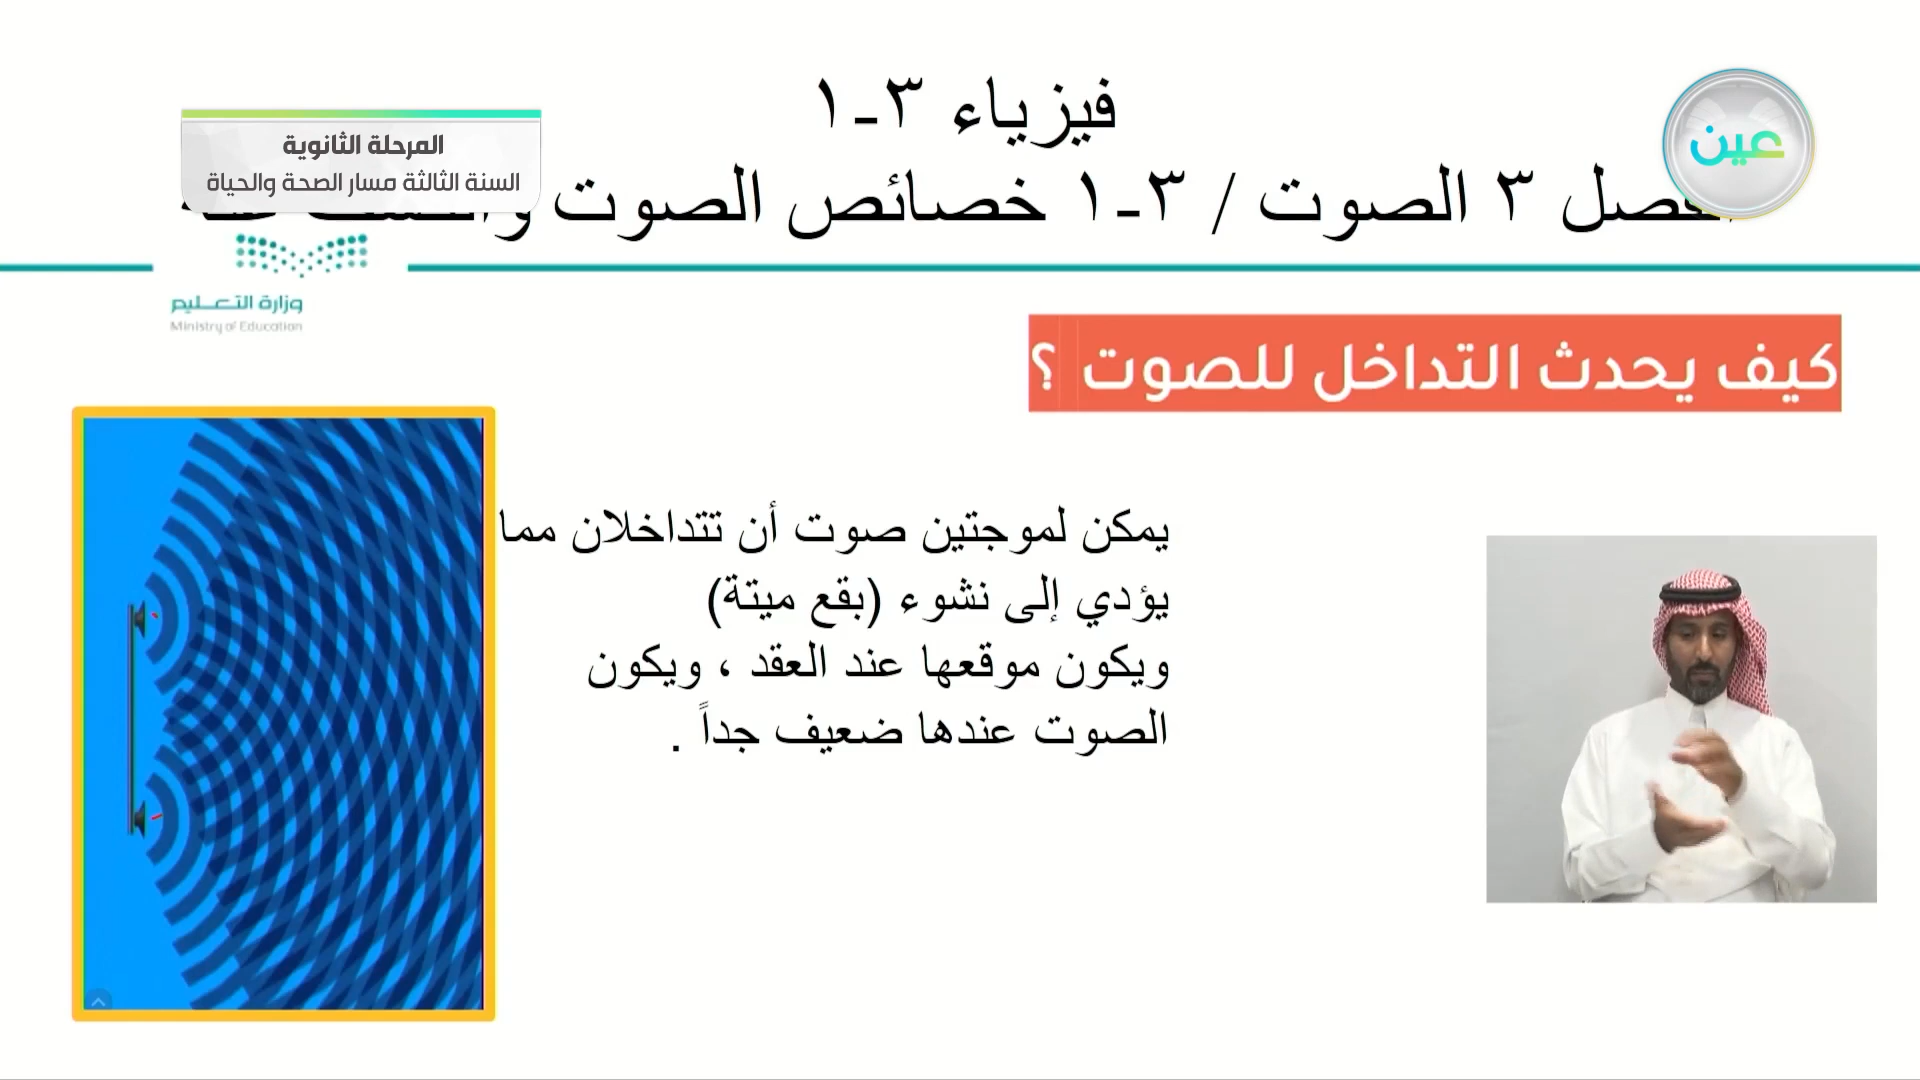 فيزياء ٣-١
عين
المرحلة الثانوية
السنة الثالثة مسار الصحة والحياة
الفصل ٣ الصوت / ٣-١ خصائص الصوت
وزارة التعليم
Ministry of Education
كيف يحدث التداخل للصوت ؟
يمكن لموجتين صوت أن تتداخلان مما
يؤدي إلى نشوء (بقع ميتة)
ويكون موقعها عند العقد ، ويكون
الصوت عندها ضعيف جداً .